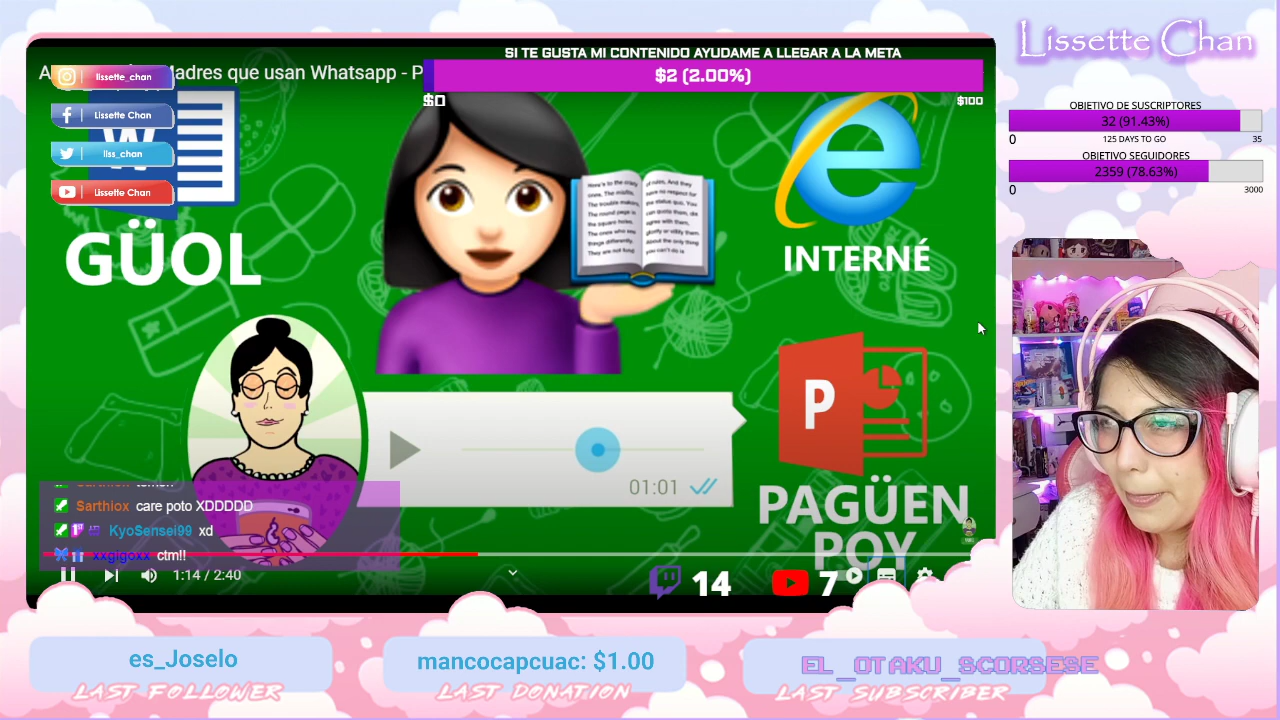 SI TE GUSTA MI CONTENIDO AYUDAME A LLEGAR A LA META
Lissette Chan
Madres que usan Whatsapp - P
$2 (2.00%)
$0
$100
lissette_chan
Lissette Chan
liss_chan
Lissette Chan
OBJETIVO DE SUSCRIPTORES
32 (91.43%)
0
125 DAYS TO GO
35
OBJETIVO SEGUIDORES
2359 (78.63%)
0
3000
W
GÜOL
INTERNÉ
P
PAGÜEN
POY
01:01
Sarthiox care poto XDDDDD
KyoSensei99 xd
xxgigoxx ctm!!
1:14 / 2:40
14
7
es_Joselo
LAST FOLLOWER
mancocapcuac: $1.00
LAST DONATION
EL_OTAKU_SCORSESE
LAST SUBSCRIBER